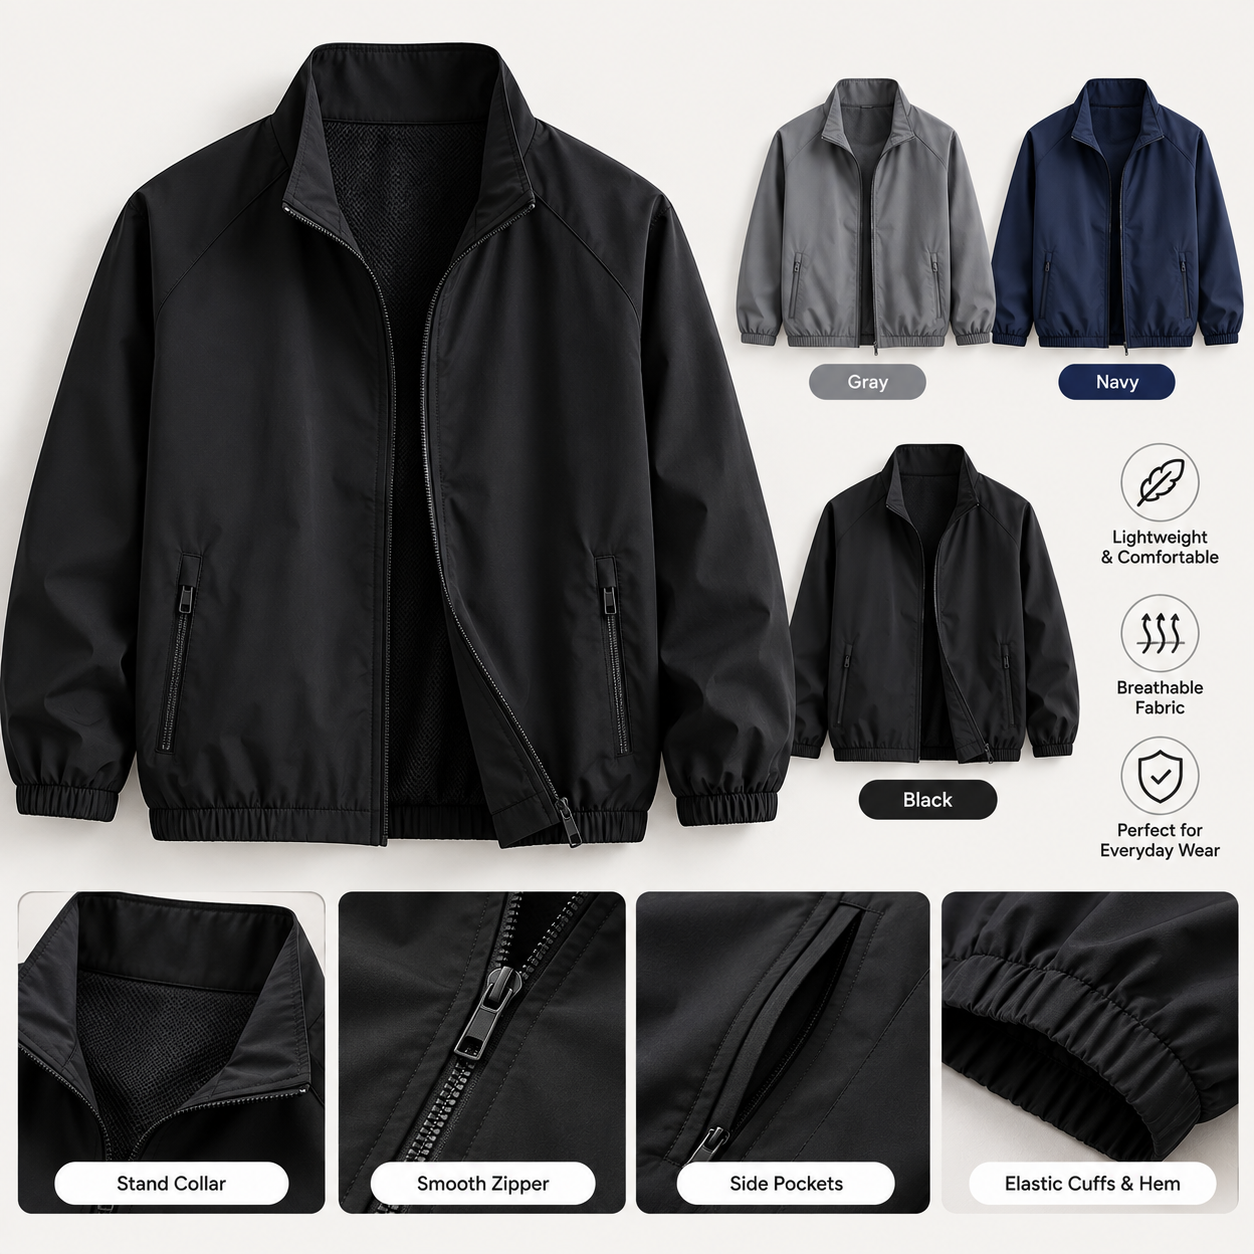 Gray
Navy
Lightweight
& Comfortable
Breathable
Fabric
Black
Perfect for
Everyday Wear
Stand Collar
Smooth Zipper
Side Pockets
Elastic Cuffs & Hem